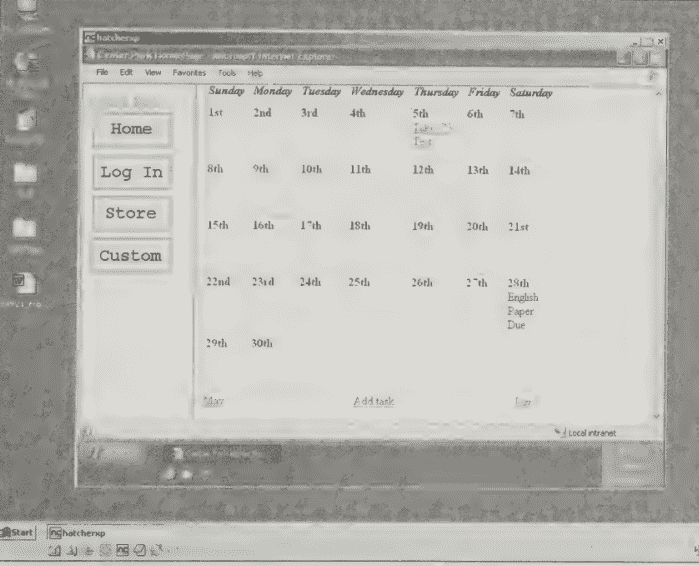 hatcherxp
File Edit View Favorites Tools Help
Sunday Monday Tuesday Wednesday Thursday Friday Saturday
1st 2nd 3rd 4th 5th 6th 7th
Test
Home
Log In
8th 9th 10th 11th 12th 13th 14th
Store
15th 16th 17th 18th 19th 20th 21st
Custom
22nd 23rd 24th 25th 26th 27th 28th
English
Paper
Due
29th 30th
May Add task
Local intranet
Start hatcherxp